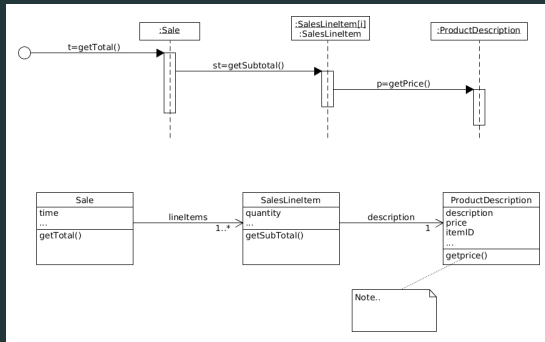 :Sale
:SalesLineItem[i]
:SalesLineItem
:ProductDescription
t=getTotal()
st=getSubtotal()
p=getPrice()
Sale
time
...
getTotal()
lineItems
1..*
SalesLineItem
quantity
...
getSubTotal()
description
1
ProductDescription
description
price
itemID
...
getprice()
Note..